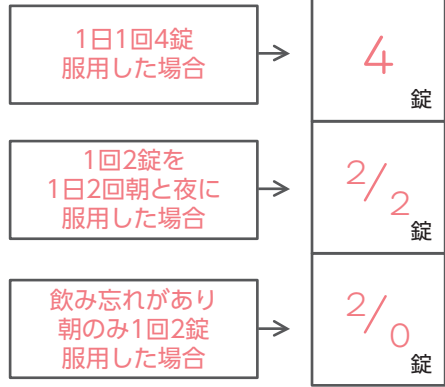 1日1回4錠
服用した場合
4
錠
1回2錠を
1日2回朝と夜に
服用した場合
2/2
錠
飲み忘れがあり
朝のみ1回2錠
服用した場合
2/0
錠